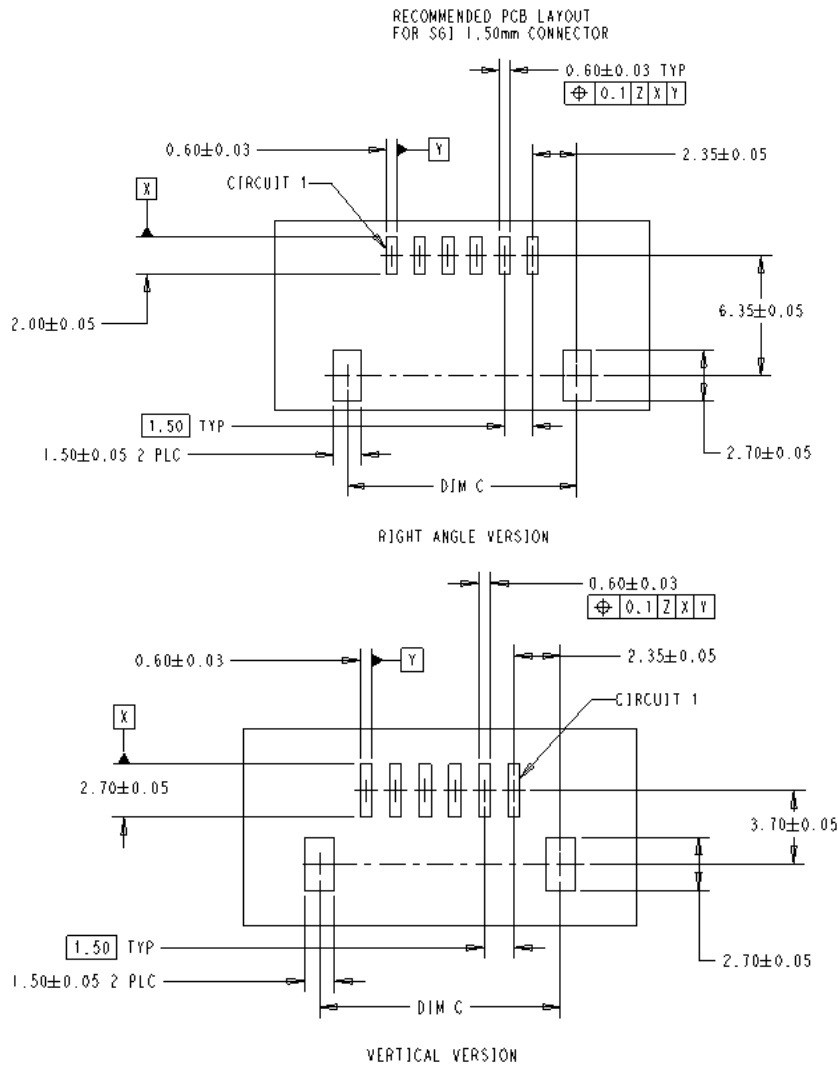 RECOMMENDED PCB LAYOUT
FOR SGI 1.50mm CONNECTOR
0.60±0.03 TYP
⌖ 0.1 Z X Y
0.60±0.03
Y
2.35±0.05
CIRCUIT 1
X
2.00±0.05
6.35±0.05
1.50 TYP
1.50±0.05 2 PLC
2.70±0.05
DIM C
RIGHT ANGLE VERSION
0.60±0.03
⌖ 0.1 Z X Y
0.60±0.03
Y
2.35±0.05
CIRCUIT 1
X
2.70±0.05
3.70±0.05
1.50 TYP
2.70±0.05
1.50±0.05 2 PLC
DIM C
VERTICAL VERSION